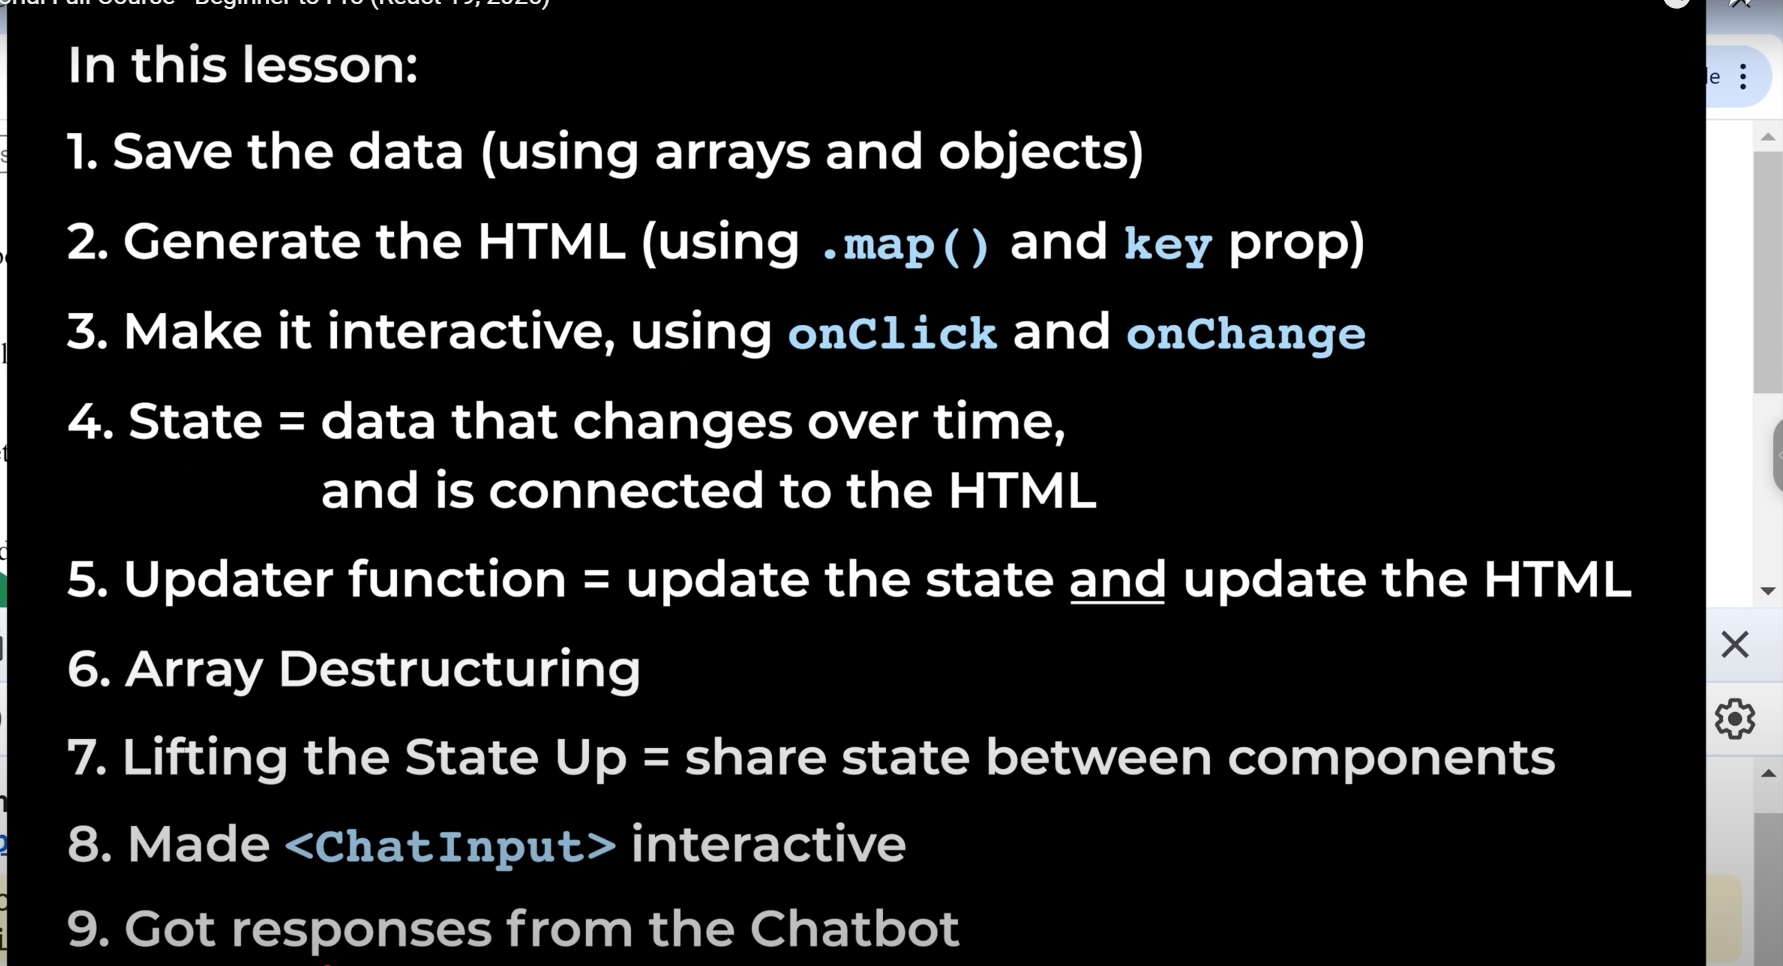 Full Course - Beginner to Pro (React 19, 2025)
In this lesson:
1. Save the data (using arrays and objects)
2. Generate the HTML (using .map() and key prop)
3. Make it interactive, using onClick and onChange
4. State = data that changes over time,
and is connected to the HTML
5. Updater function = update the state and update the HTML
6. Array Destructuring
7. Lifting the State Up = share state between components
8. Made <ChatInput> interactive
9. Got responses from the Chatbot